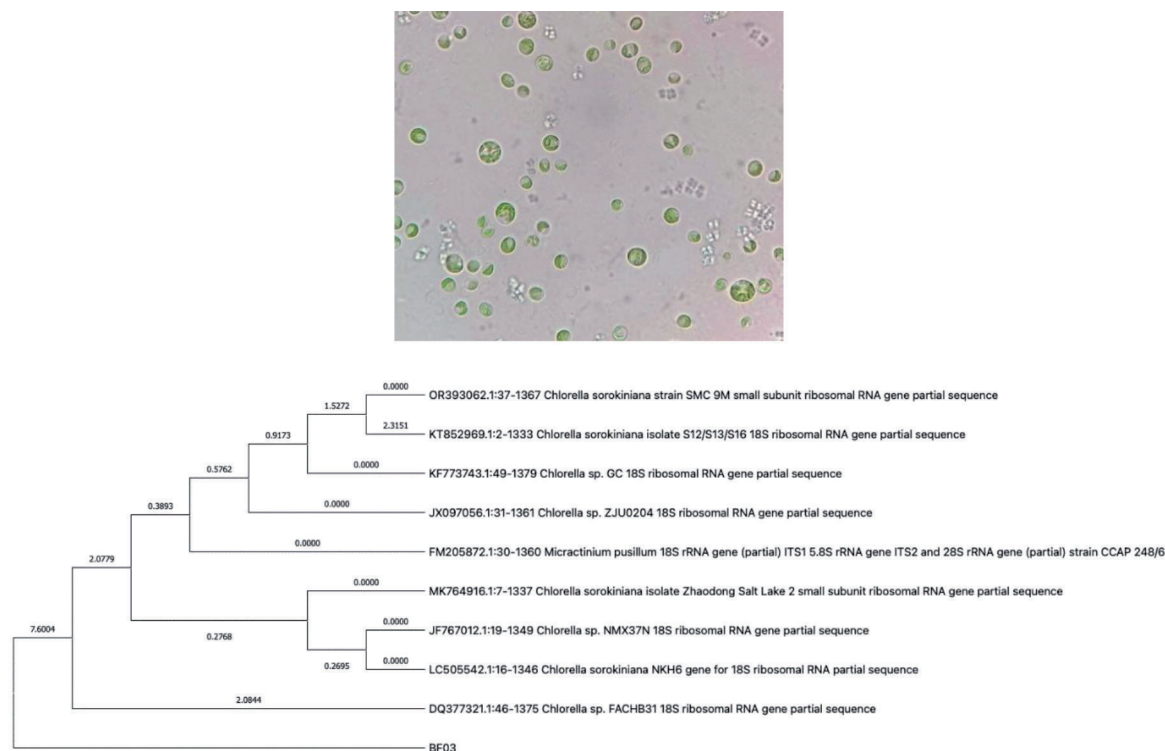 0.0000
OR393062.1:37-1367 Chlorella sorokiniana strain SMC 9M small subunit ribosomal RNA gene partial sequence
1.5272
2.3151
KT852969.1:2-1333 Chlorella sorokiniana isolate S12/S13/S16 18S ribosomal RNA gene partial sequence
0.9173
0.0000
KF773743.1:49-1379 Chlorella sp. GC 18S ribosomal RNA gene partial sequence
0.5762
0.0000
JX097056.1:31-1361 Chlorella sp. ZJU0204 18S ribosomal RNA gene partial sequence
0.3893
0.0000
FM205872.1:30-1360 Micractinium pusillum 18S rRNA gene (partial) ITS1 5.8S rRNA gene ITS2 and 28S rRNA gene (partial) strain CCAP 248/6
2.0779
0.0000
MK764916.1:7-1337 Chlorella sorokiniana isolate Zhaodong Salt Lake 2 small subunit ribosomal RNA gene partial sequence
0.2768
0.0000
JF767012.1:19-1349 Chlorella sp. NMX37N 18S ribosomal RNA gene partial sequence
0.2695
0.0000
LC505542.1:16-1346 Chlorella sorokiniana NKH6 gene for 18S ribosomal RNA partial sequence
7.6004
2.0844
DQ377321.1:46-1375 Chlorella sp. FACHB31 18S ribosomal RNA gene partial sequence
BE03